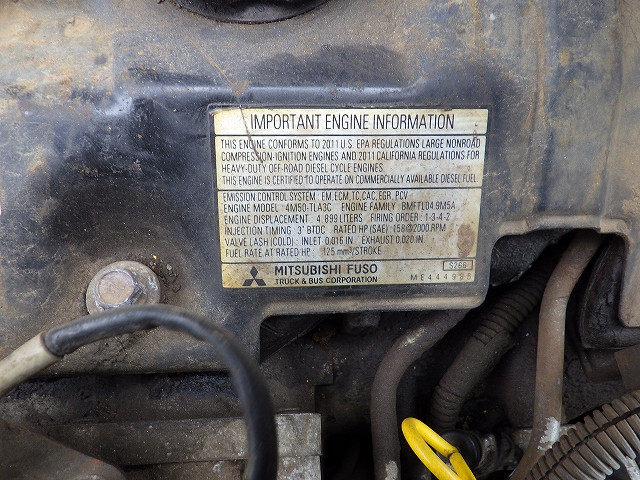 IMPORTANT ENGINE INFORMATION
THIS ENGINE CONFORMS TO 2011 U.S. EPA REGULATIONS LARGE NONROAD
COMPRESSION-IGNITION ENGINES AND 2011 CALIFORNIA REGULATIONS FOR
HEAVY-DUTY OFF-ROAD DIESEL CYCLE ENGINES.
THIS ENGINE IS CERTIFIED TO OPERATE ON COMMERCIALLY AVAILABLE DIESEL FUEL
EMISSION CONTROL SYSTEM : EM,ECM,TC,CAC,EGR,PCV
ENGINE MODEL : 4M50-TLA3C ENGINE FAMILY : BMFTL04.9M5A
ENGINE DISPLACEMENT : 4.899 LITERS FIRING ORDER : 1-3-4-2
INJECTION TIMING : 3° BTDC RATED HP (SAE) : 158@2000 RPM
VALVE LASH (COLD) : INLET 0.016 IN. EXHAUST 0.020 IN.
FUEL RATE AT RATED HP : 125 mm³/STROKE
MITSUBISHI FUSO S266
TRUCK & BUS CORPORATION ME444995